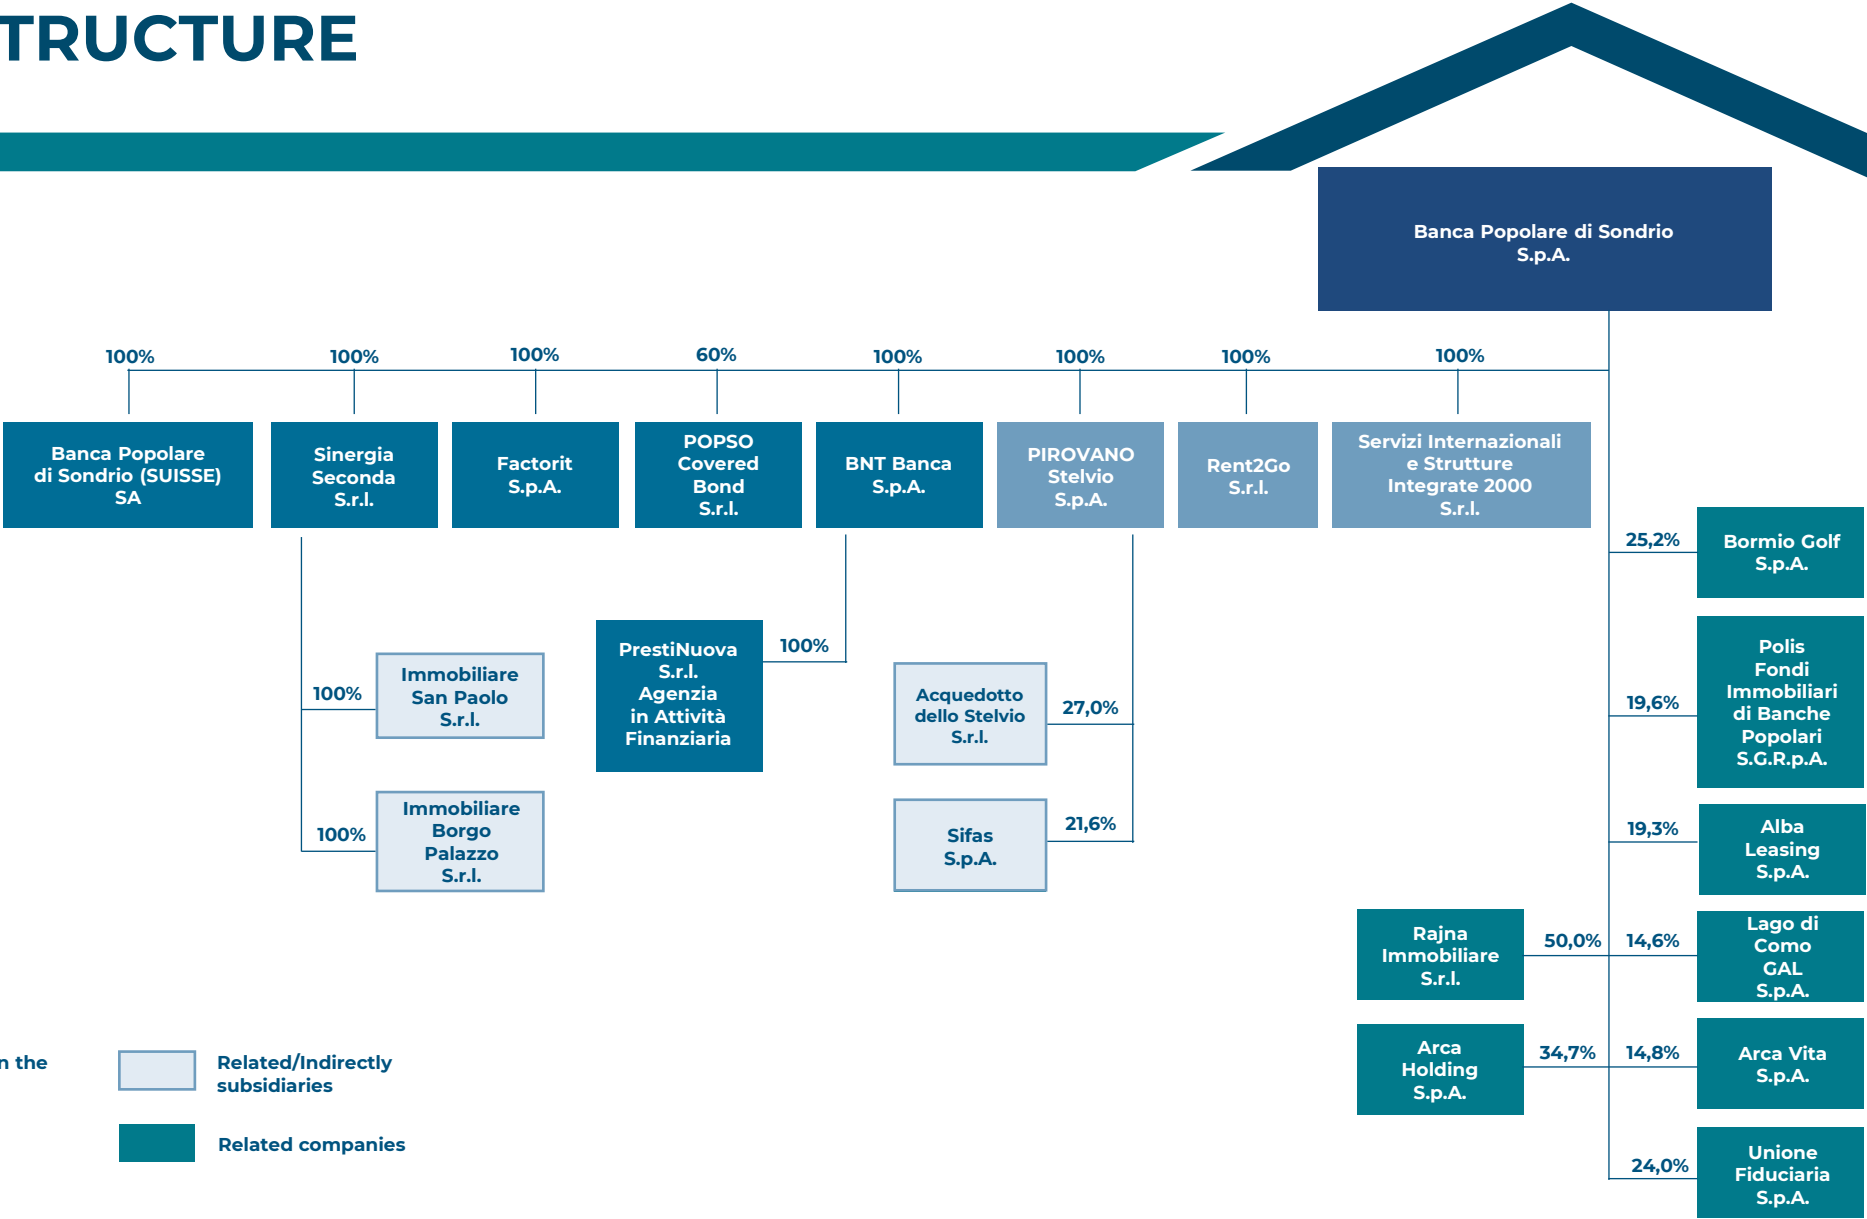 TRUCTURE
Banca Popolare di Sondrio
S.p.A.
100%
100%
100%
60%
100%
100%
100%
100%
Banca Popolare
di Sondrio (SUISSE)
SA
Sinergia
Seconda
S.r.l.
Factorit
S.p.A.
POPSO
Covered
Bond
S.r.l.
BNT Banca
S.p.A.
PIROVANO
Stelvio
S.p.A.
Rent2Go
S.r.l.
Servizi Internazionali
e Strutture
Integrate 2000
S.r.l.
25,2%
Bormio Golf
S.p.A.
100%
Immobiliare
San Paolo
S.r.l.
PrestiNuova
S.r.l.
Agenzia
in Attività
Finanziaria
100%
Acquedotto
dello Stelvio
S.r.l.
27,0%
19,6%
Polis
Fondi
Immobiliari
di Banche
Popolari
S.G.R.p.A.
100%
Immobiliare
Borgo
Palazzo
S.r.l.
Sifas
S.p.A.
21,6%
19,3%
Alba
Leasing
S.p.A.
Rajna
Immobiliare
S.r.l.
50,0%
14,6%
Lago di
Como
GAL
S.p.A.
Arca
Holding
S.p.A.
34,7%
14,8%
Arca Vita
S.p.A.
24,0%
Unione
Fiduciaria
S.p.A.
n the
Related/Indirectly
subsidiaries
Related companies